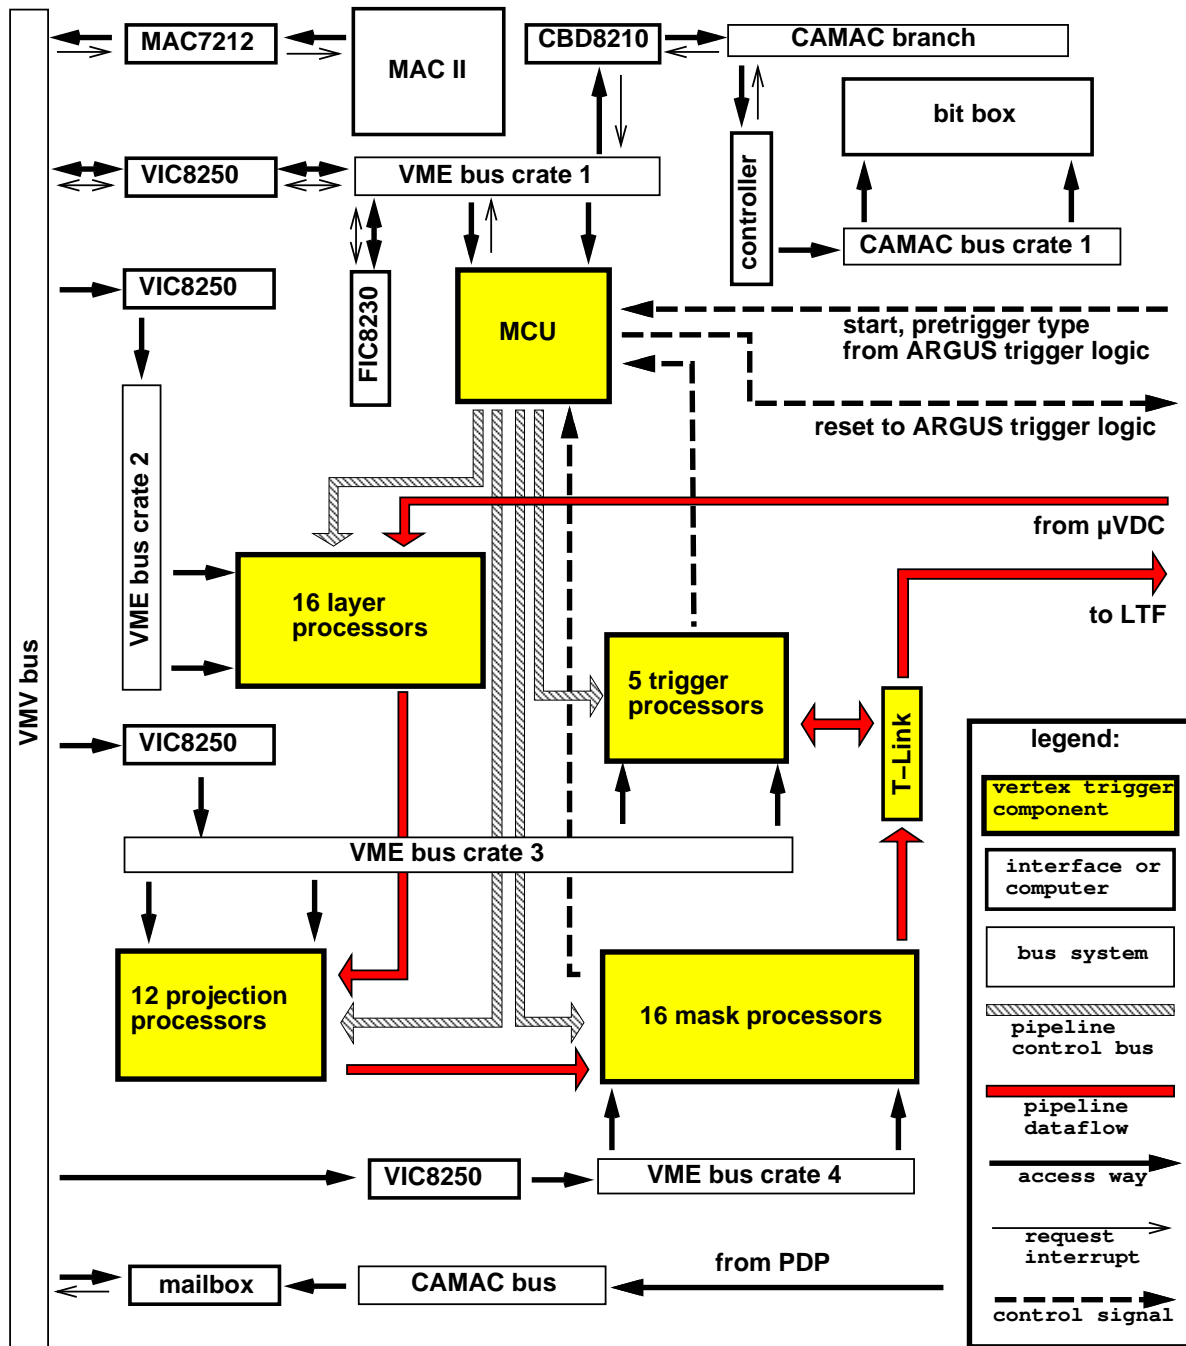 MAC7212
MAC II
CBD8210
CAMAC branch
bit box
VIC8250
VME bus crate 1
controller
CAMAC bus crate 1
VIC8250
FIC8230
MCU
start, pretrigger type
from ARGUS trigger logic
reset to ARGUS trigger logic
VME bus crate 2
from µVDC
16 layer
processors
to LTF
VMV bus
5 trigger
processors
T–Link
VIC8250
VME bus crate 3
12 projection
processors
16 mask processors
VIC8250
VME bus crate 4
mailbox
CAMAC bus
from PDP
legend:
vertex trigger
component
interface or
computer
bus system
pipeline
control bus
pipeline
dataflow
access way
request
interrupt
control signal